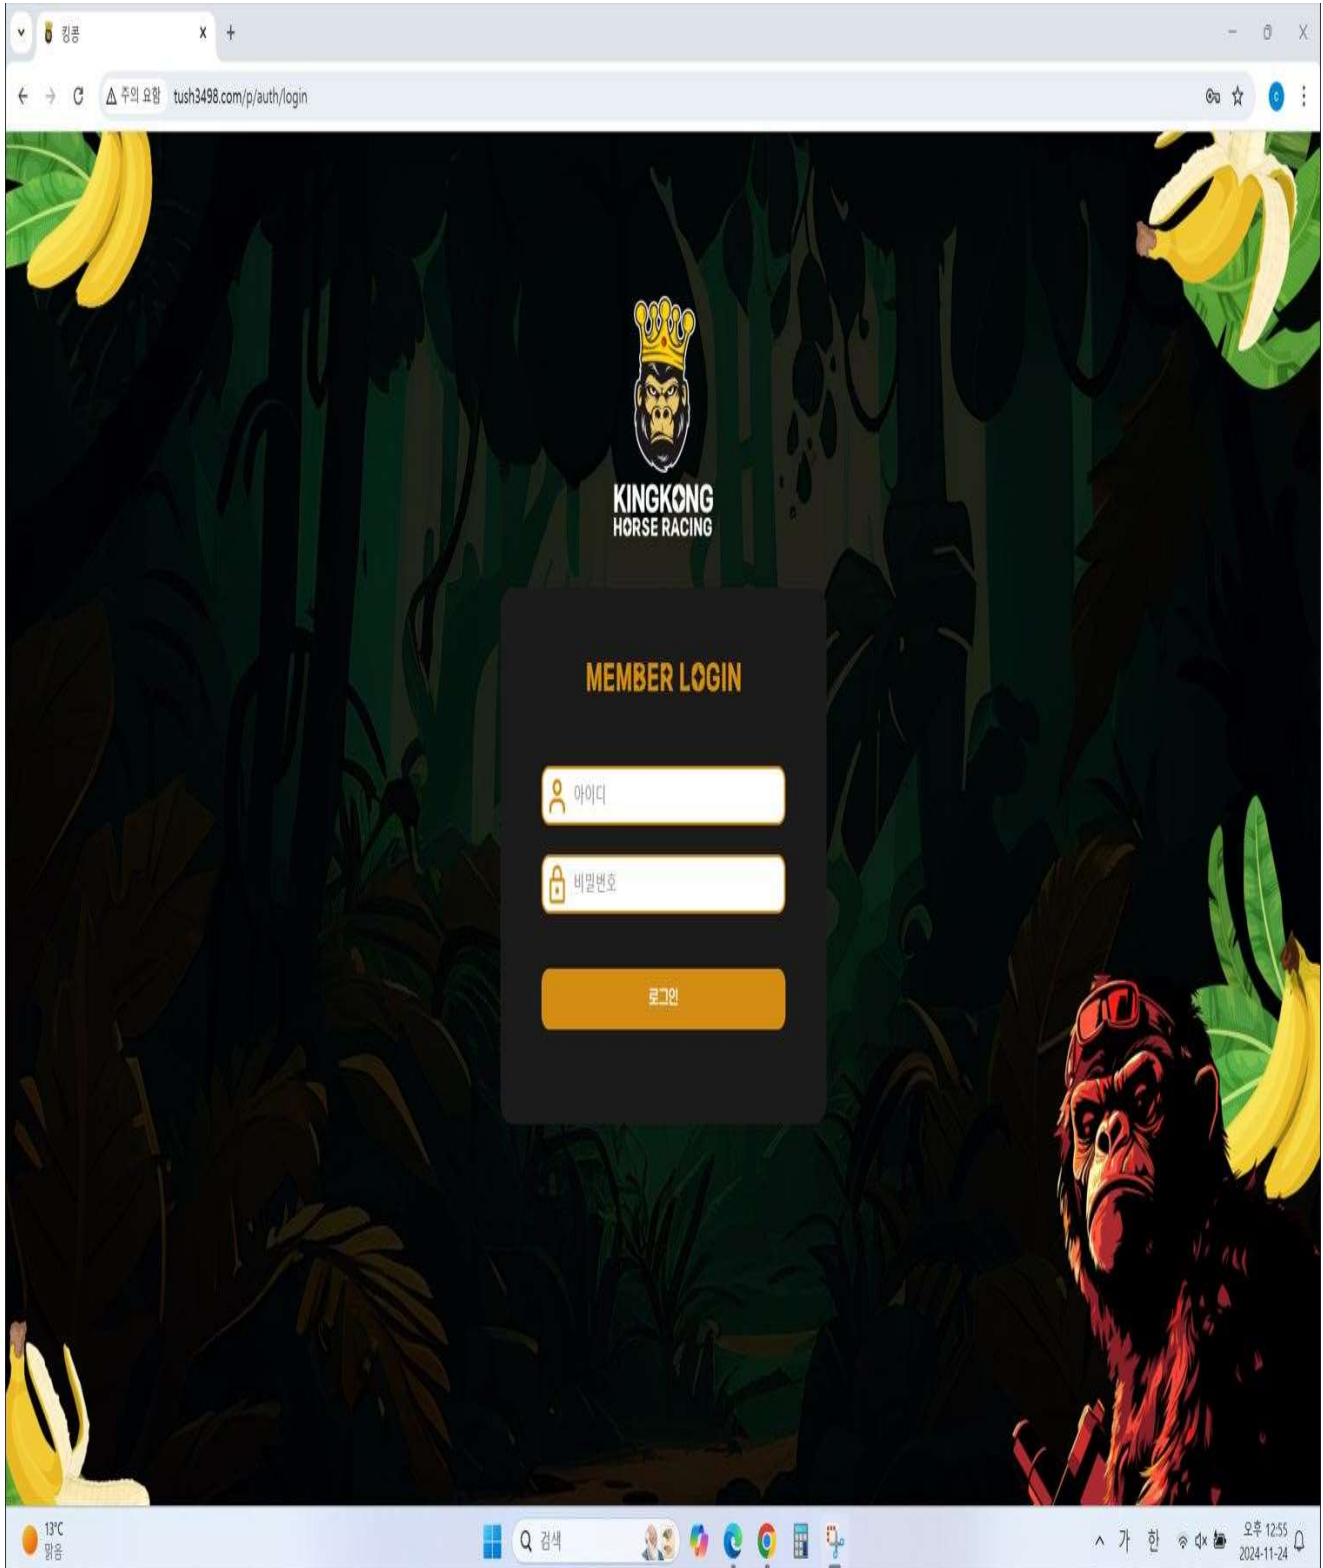 킹콩
주의 요함 tush3498.com/p/auth/login
C
KINGKONG
HORSE RACING
MEMBER LOGIN
아이디
비밀번호
로그인
13°C
맑음
검색
가 한
오후 12:55
2024-11-24